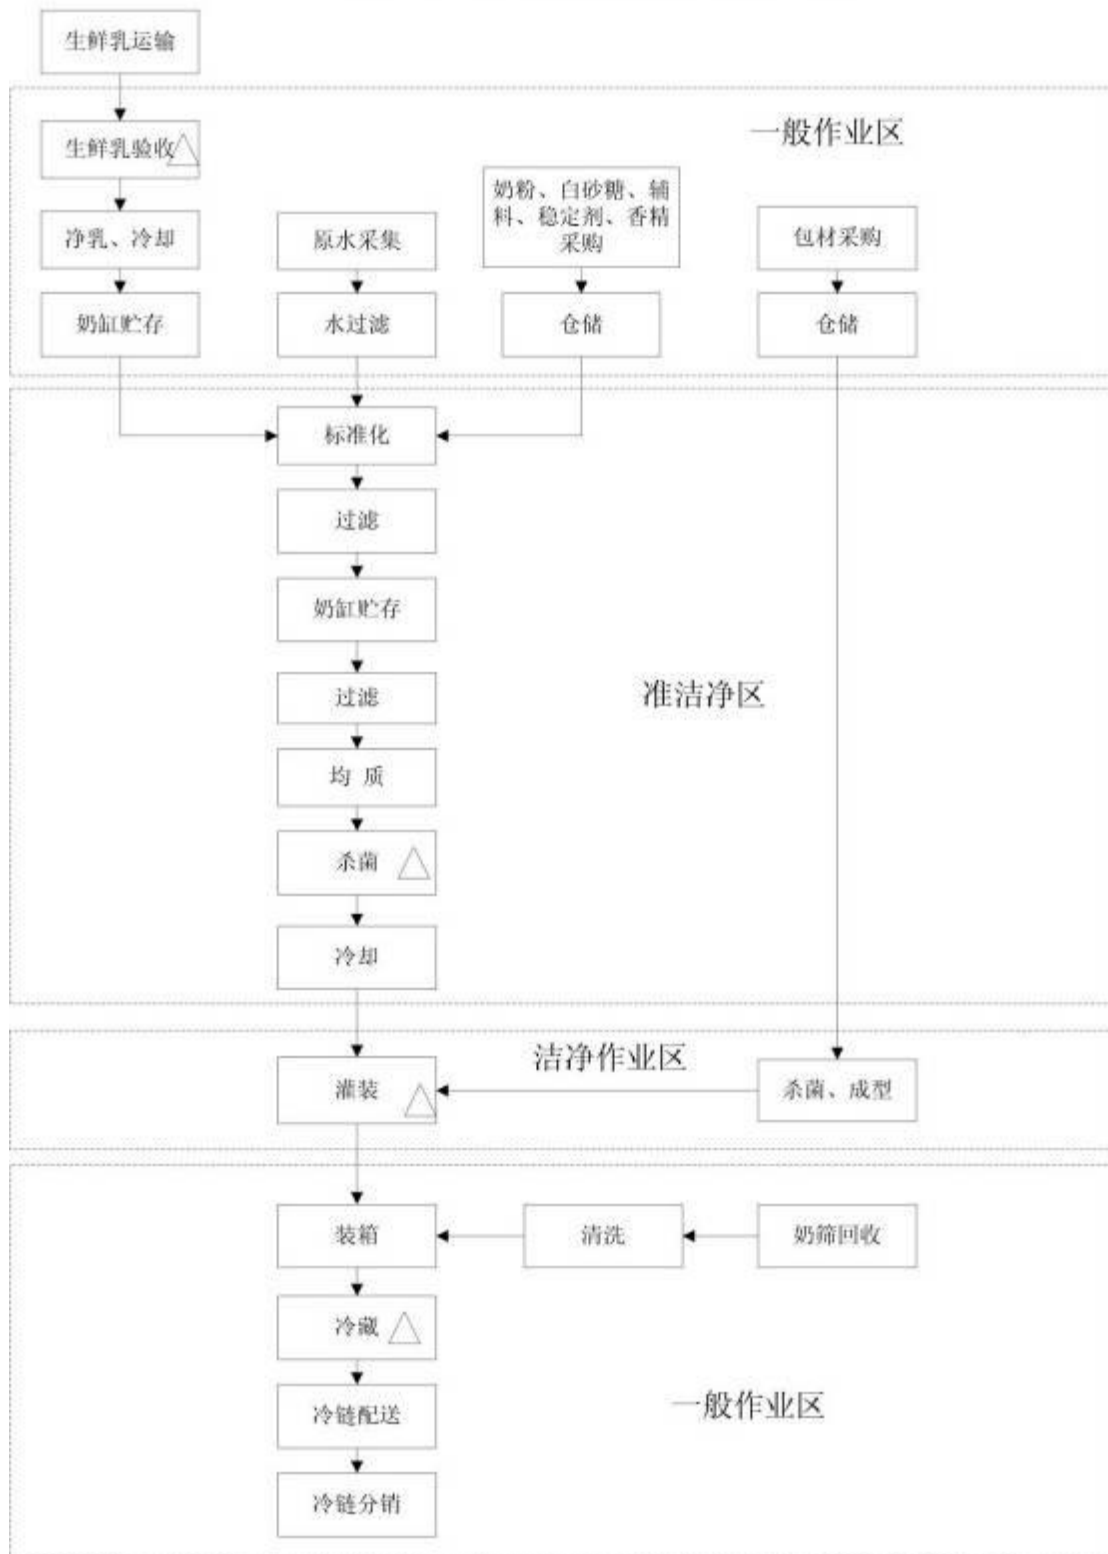 生鲜乳运输
一般作业区
生鲜乳验收
奶粉、白砂糖、辅
料、稳定剂、香精
采购
净乳、冷却
原水采集
包材采购
奶缸贮存
水过滤
仓储
仓储
标准化
过滤
奶缸贮存
过滤
准洁净区
均 质
杀菌
冷却
洁净作业区
灌装
杀菌、成型
装箱
清洗
奶筛回收
冷藏
冷链配送
一般作业区
冷链分销